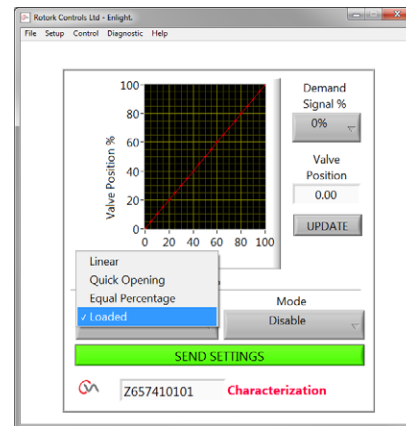 Rotork Controls Ltd - Enlight.
File Setup Control Diagnostic Help
100
80
60
40
20
0
Valve Position %
0 20 40 60 80 100
Demand
Signal %
0%
Valve
Position
0.00
UPDATE
Linear
Quick Opening
Equal Percentage
✓ Loaded
Mode
Disable
SEND SETTINGS
Z657410101
Characterization